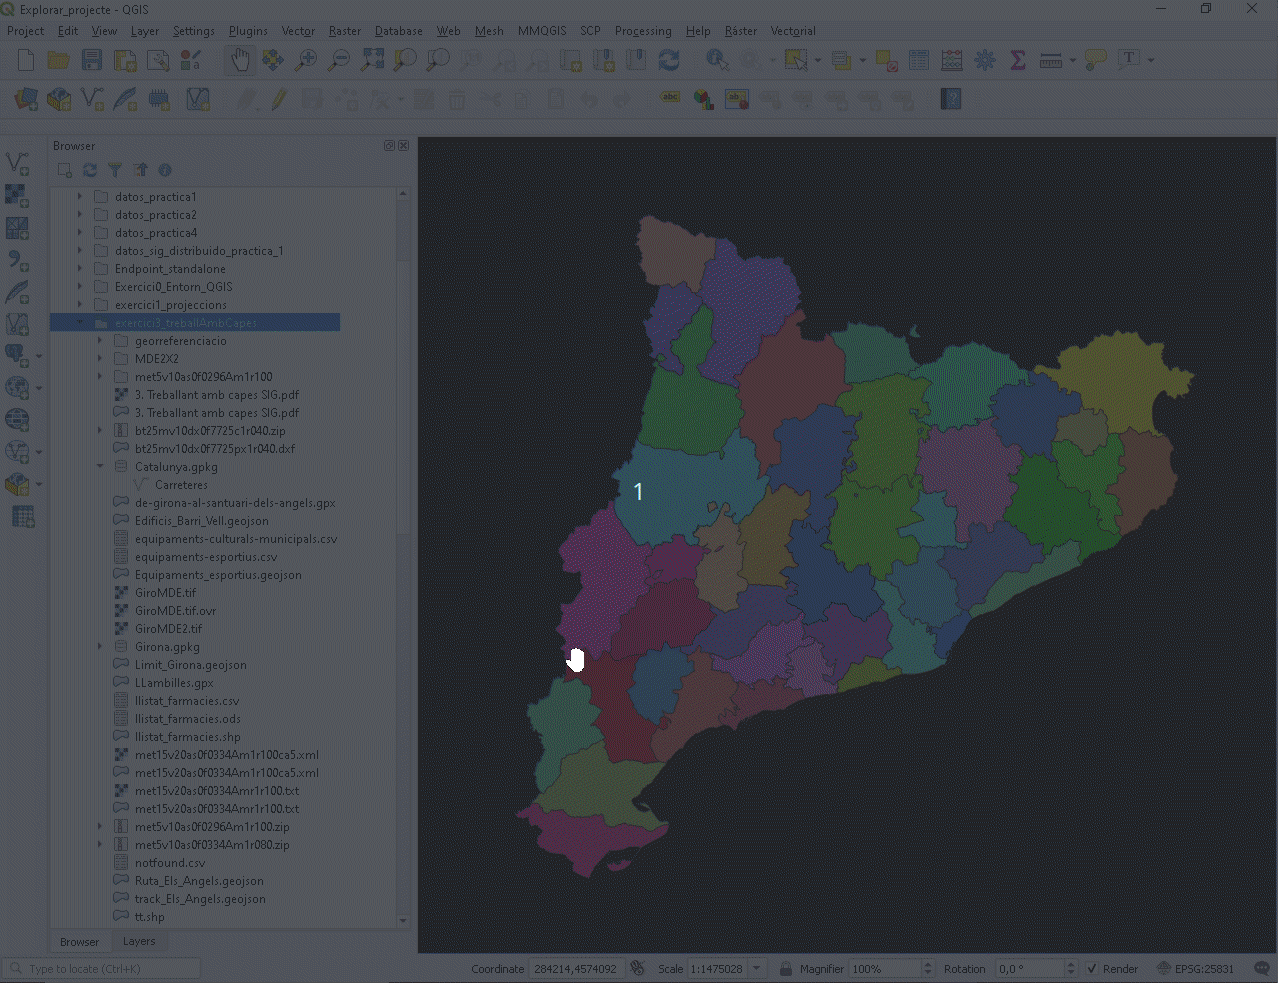 Explorar_projecte - QGIS
Project Edit View Layer Settings Plugins Vector Raster Database Web Mesh MMQGIS SCP Processing Help Ràster Vectorial
abc
T
Browser
datos_practica1
datos_practica2
datos_practica4
datos_sig_distribuido_practica_1
Endpoint_standalone
Exercici0_Entorn_QGIS
exercici1_projeccions
exercici3_treballAmbCapes
georreferenciacio
MDE2X2
met5v10as0f0296Am1r100
3. Treballant amb capes SIG.pdf
3. Treballant amb capes SIG.pdf
bt25mv10dx0f7725c1r040.zip
bt25mv10dx0f7725px1r040.dxf
Catalunya.gpkg
Carreteres
de-girona-al-santuari-dels-angels.gpx
Edificis_Barri_Vell.geojson
equipaments-culturals-municipals.csv
equipaments-esportius.csv
Equipaments_esportius.geojson
GiroMDE.tif
GiroMDE.tif.ovr
GiroMDE2.tif
Girona.gpkg
Limit_Girona.geojson
LLambilles.gpx
llistat_farmacies.csv
llistat_farmacies.ods
llistat_farmacies.shp
met15v20as0f0334Am1r100ca5.xml
met15v20as0f0334Am1r100ca5.xml
met15v20as0f0334Amr1r100.txt
met15v20as0f0334Amr1r100.txt
met5v10as0f0296Am1r100.zip
met5v10as0f0334Am1r080.zip
notfound.csv
Ruta_Els_Angels.geojson
track_Els_Angels.geojson
tt.shp
1
Browser Layers
Type to locate (Ctrl+K) Coordinate 284214,4574092 Scale 1:1475028 Magnifier 100% Rotation 0,0 ° Render EPSG:25831